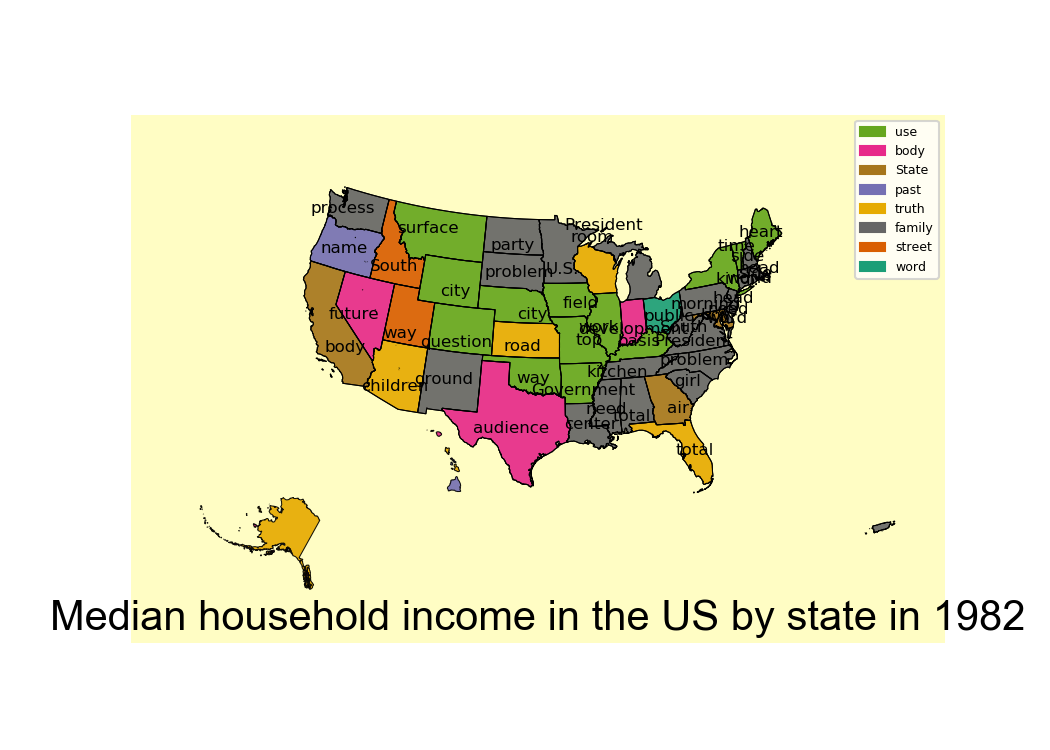 use
body
State
past
truth
family
street
word
process
surface
name
South
city
party
problem
U.S.
President
room
heart
time
side
head
future
way
question
city
field
work
top
development
public
morning
head
body
road
basis
President
problem
children
ground
way
Government
kitchen
girl
need
center
total
air
audience
total
Median household income in the US by state in 1982